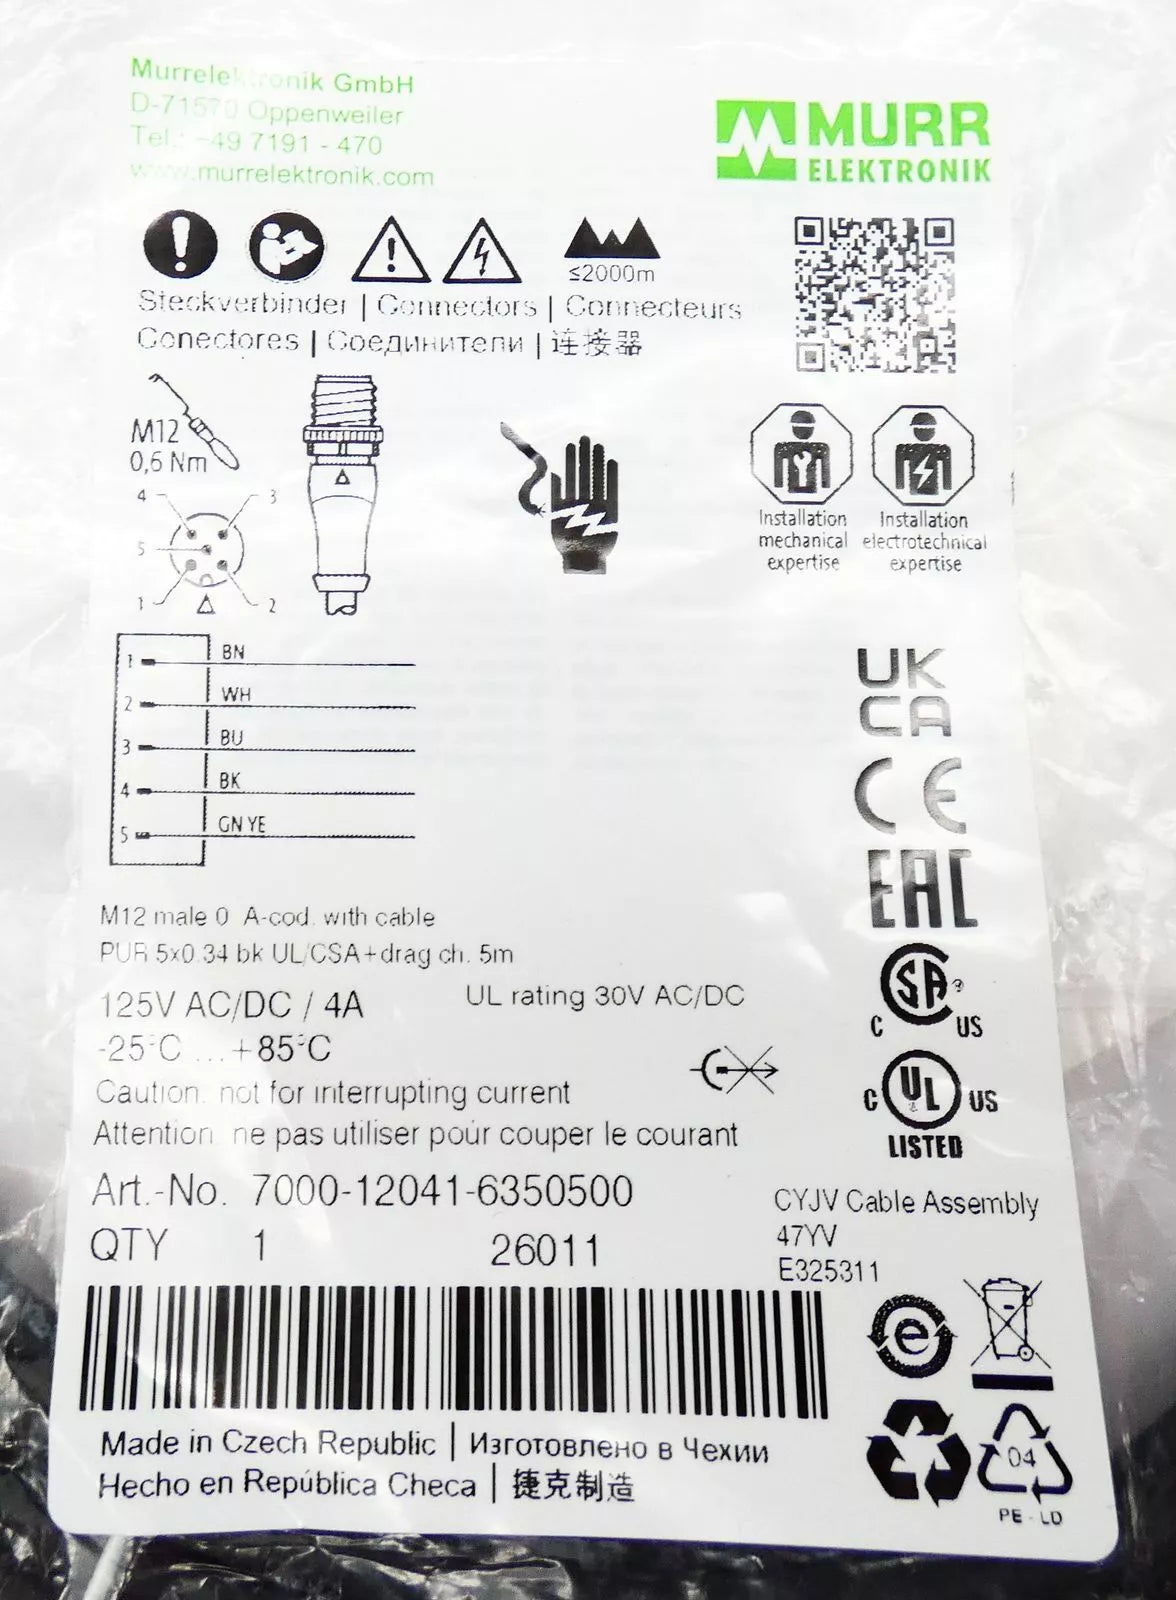 Murrelektronik GmbH
D-71570 Oppenweiler
Tel.: +49 7191 - 470
www.murrelektronik.com
MURR
ELEKTRONIK
≤2000m
Steckverbinder | Connectors | Connecteurs
Conectores | Соединители | 连接器
M12
0,6 Nm
4 3
5
1 2
Installation mechanical expertise
Installation electrotechnical expertise
1 BN
2 WH
3 BU
4 BK
5 GN YE
UK
CA
CE
EAC
M12 male 0 A-cod. with cable
PUR 5x0.34 bk UL/CSA+drag ch. 5m
125V AC/DC / 4A
UL rating 30V AC/DC
-25°C ...+85°C
Caution: not for interrupting current
Attention: ne pas utiliser pour couper le courant
C SA ® US
C UL US
LISTED
Art.-No. 7000-12041-6350500
QTY 1 26011
CYJV Cable Assembly
47YV
E325311
e
Made in Czech Republic | Изготовлено в Чехии
Hecho en República Checa | 捷克制造
04
PE - LD